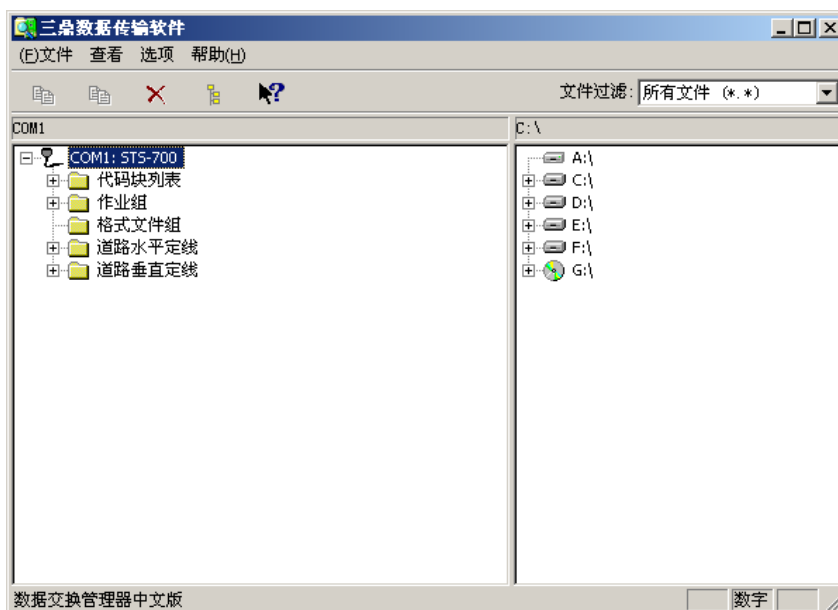 三鼎数据传输软件
(F)文件 查看 选项 帮助(H)
文件过滤: 所有文件 (*.*)
COM1
C:\
COM1: STS-700
代码块列表
作业组
格式文件组
道路水平定线
道路垂直定线
A:\
C:\
D:\
E:\
F:\
G:\
数据交换管理器中文版
数字